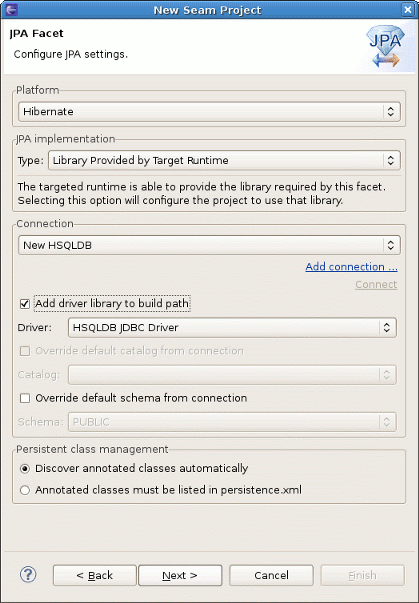 New Seam Project
JPA Facet
Configure JPA settings.
JPA
Platform
Hibernate
JPA implementation
Type: Library Provided by Target Runtime
The targeted runtime is able to provide the library required by this facet.
Selecting this option will configure the project to use that library.
Connection
New HSQLDB
Add connection ...
Connect
Add driver library to build path
Driver: HSQLDB JDBC Driver
Override default catalog from connection
Catalog:
Override default schema from connection
Schema: PUBLIC
Persistent class management
Discover annotated classes automatically
Annotated classes must be listed in persistence.xml
? < Back Next > Cancel Finish